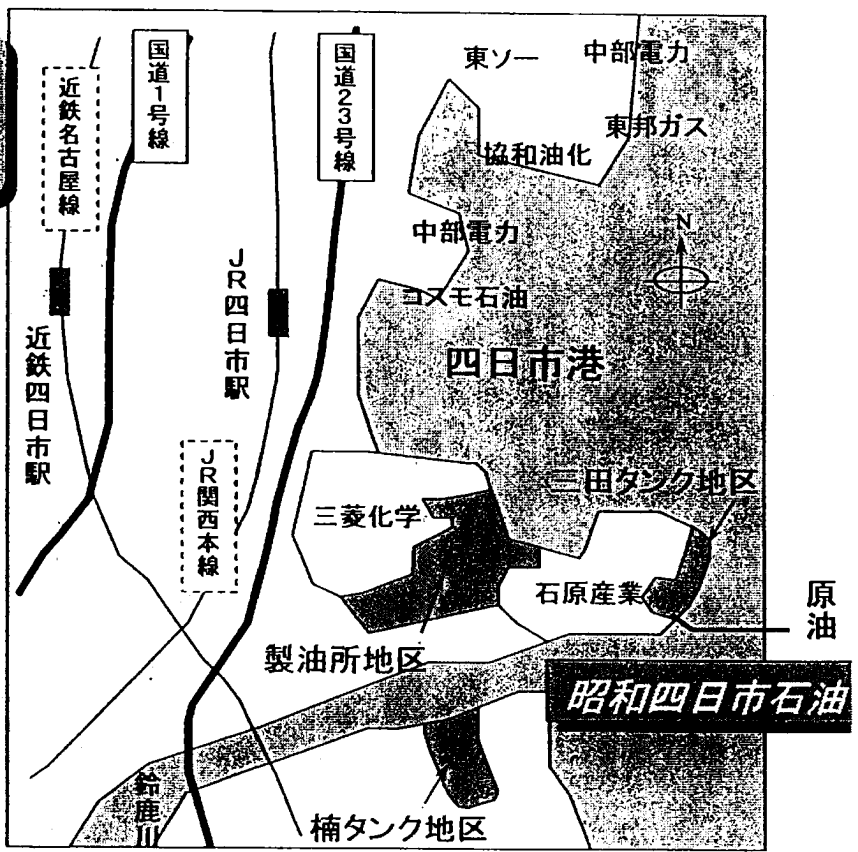 国道1号線
国道23号線
近鉄名古屋線
東ソー
中部電力
東邦ガス
協和油化
N
中部電力
コスモ石油
JR四日市駅
近鉄四日市駅
四日市港
JR関西本線
三田タンク地区
三菱化学
石原産業
原油
製油所地区
昭和四日市石油
鈴鹿川
楠タンク地区